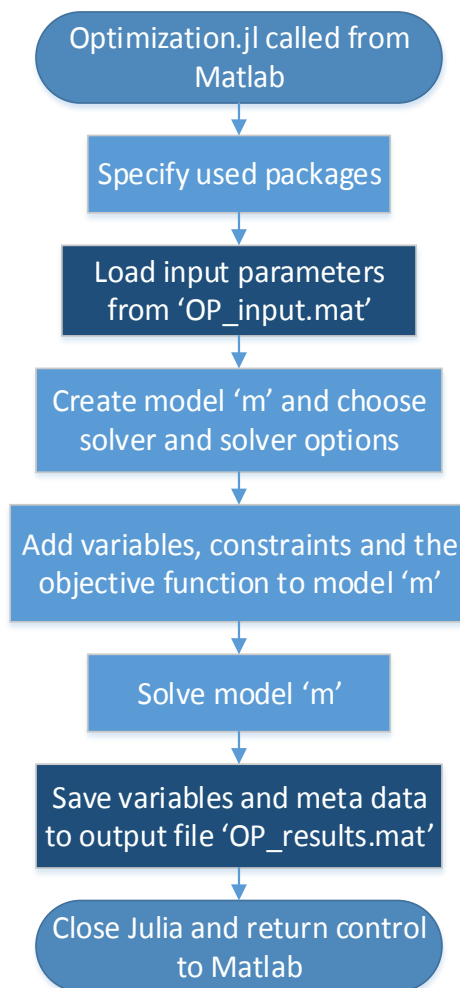 Optimization.jl called from
Matlab
Specify used packages
Load input parameters
from ‘OP_input.mat’
Create model ‘m’ and choose
solver and solver options
Add variables, constraints and the
objective function to model ‘m’
Solve model ‘m’
Save variables and meta data
to output file ‘OP_results.mat’
Close Julia and return control
to Matlab